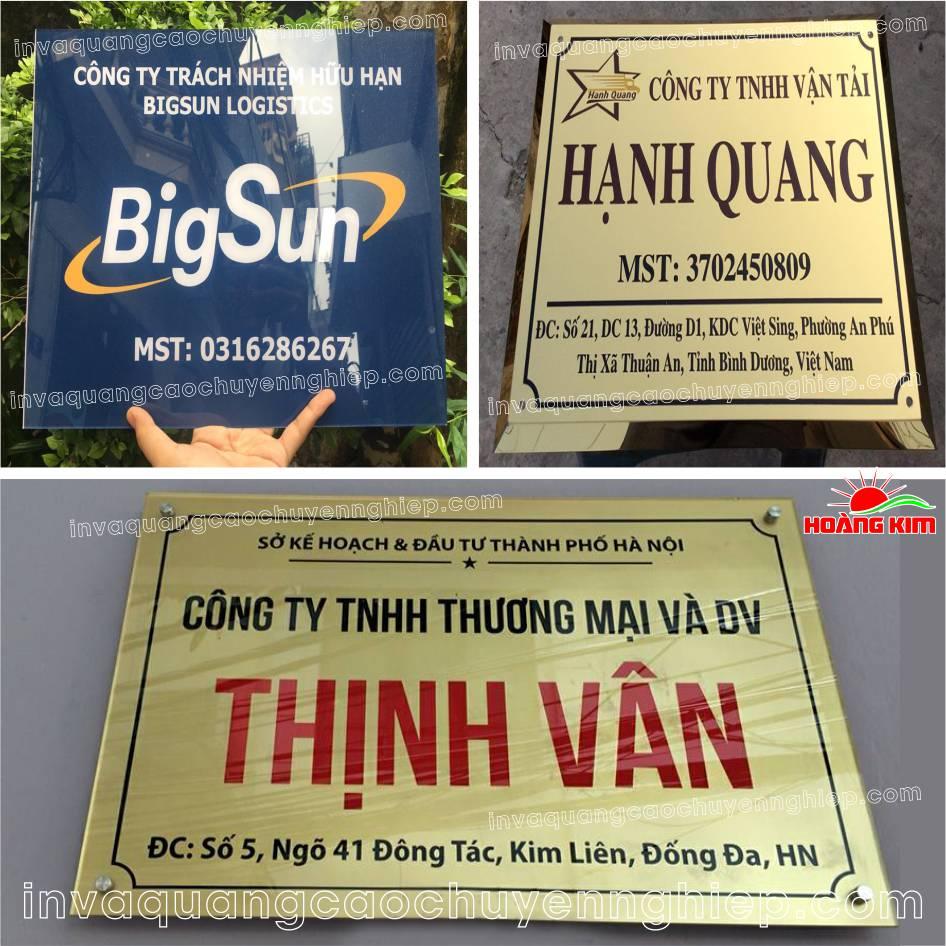 invaquangcaochuyennghiep.com
CÔNG TY TRÁCH NHIỆM HỮU HẠN
BIGSUN LOGISTICS
BigSun
MST: 0316286267
invaquangcaochuyennghiep.com
invaquangcaochuyennghiep.com
Hanh Quang
CÔNG TY TNHH VẬN TẢI
HẠNH QUANG
MST: 3702450809
ĐC: Số 21, DC 13, Đường D1, KDC Việt Sing, Phường An Phú
Thị Xã Thuận An, Tỉnh Bình Dương, Việt Nam
invaquangcaochuyennghiep.com
HOÀNG KIM
invaquangcaochuyennghiep.com
SỞ KẾ HOẠCH & ĐẦU TƯ THÀNH PHỐ HÀ NỘI
CÔNG TY TNHH THƯƠNG MẠI VÀ DV
THỊNH VÂN
invaquangcaochuyennghiep.com
ĐC: Số 5, Ngõ 41 Đông Tác, Kim Liên, Đống Đa, HN
invaquangcaochuyennghiep.com